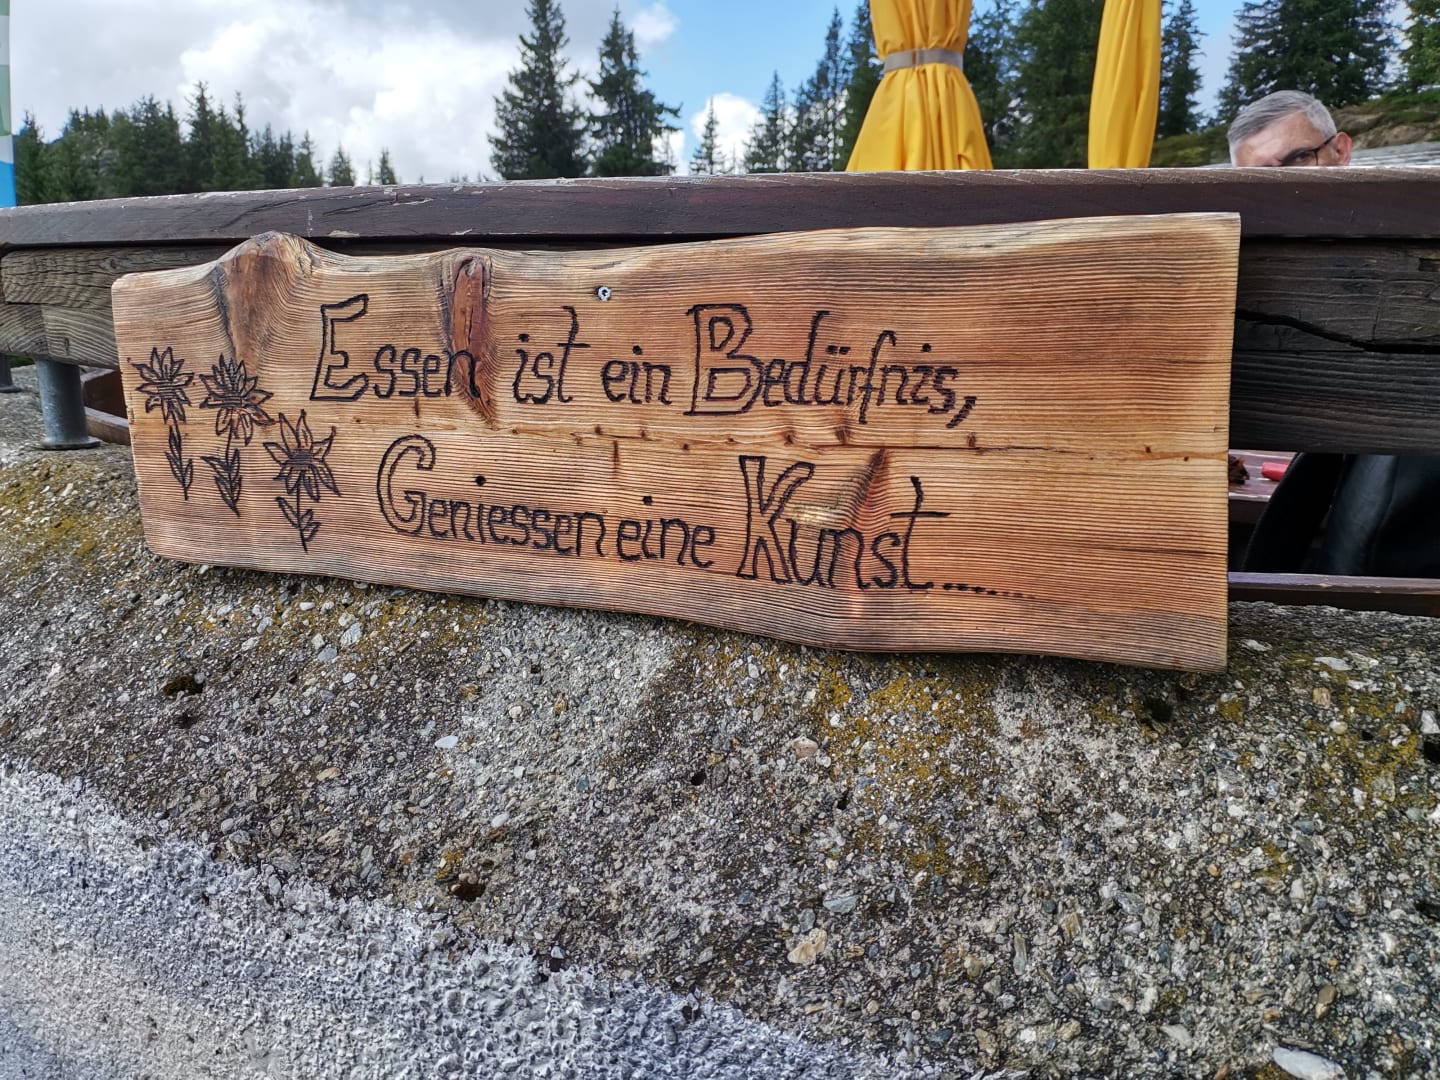 Essen ist ein Bedürfnis,
Geniessen eine Kunst.......